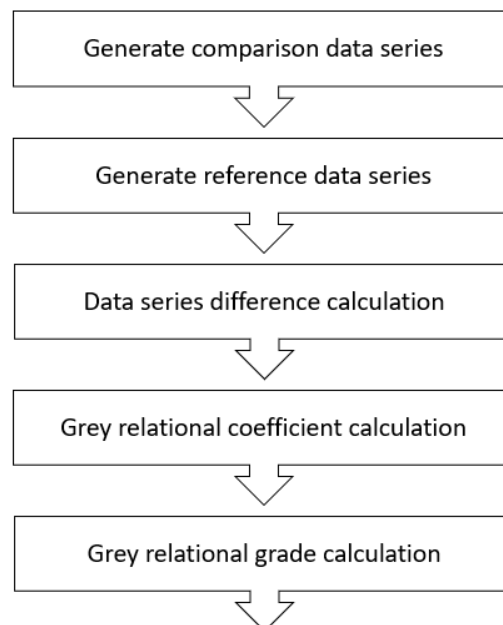 Generate comparison data series
Generate reference data series
Data series difference calculation
Grey relational coefficient calculation
Grey relational grade calculation